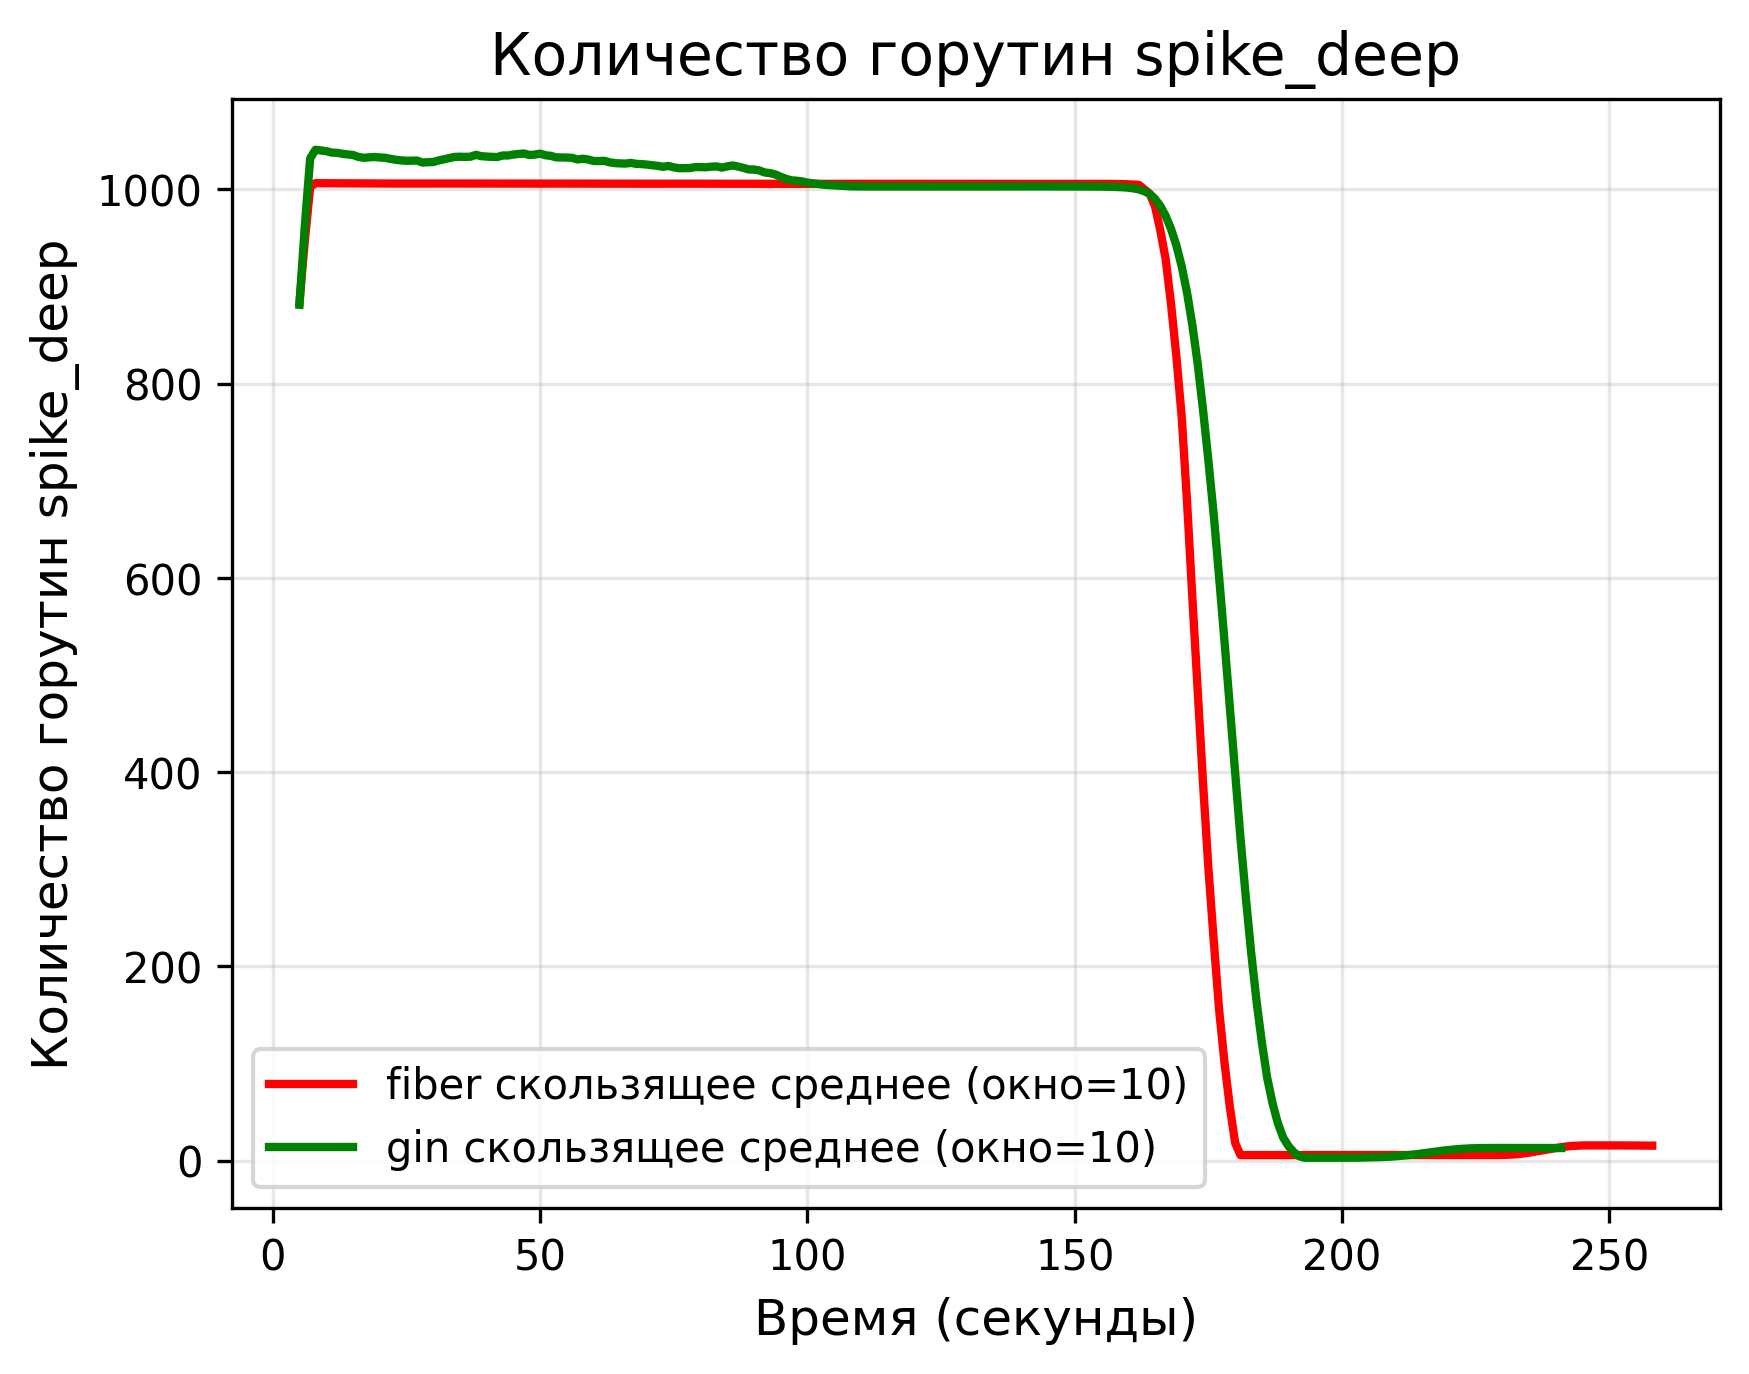 Количество горутин spike_deep
Количество горутин spike_deep
1000
800
600
400
200
0
fiber скользящее среднее (окно=10)
gin скользящее среднее (окно=10)
0 50 100 150 200 250
Время (секунды)